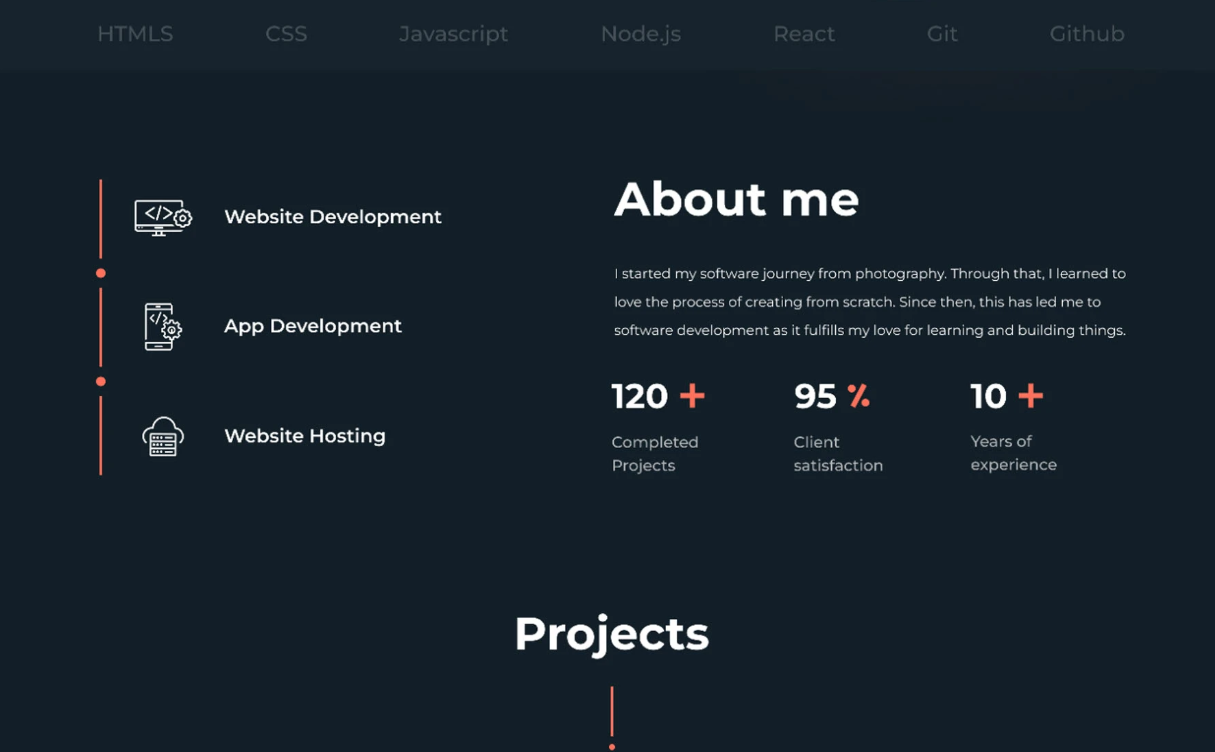 HTMLS CSS Javascript Node.js React Git Github
Website Development
App Development
Website Hosting
About me
I started my software journey from photography. Through that, I learned to
love the process of creating from scratch. Since then, this has led me to
software development as it fulfills my love for learning and building things.
120 + 95 % 10 +
Completed Client Years of
Projects satisfaction experience
Projects